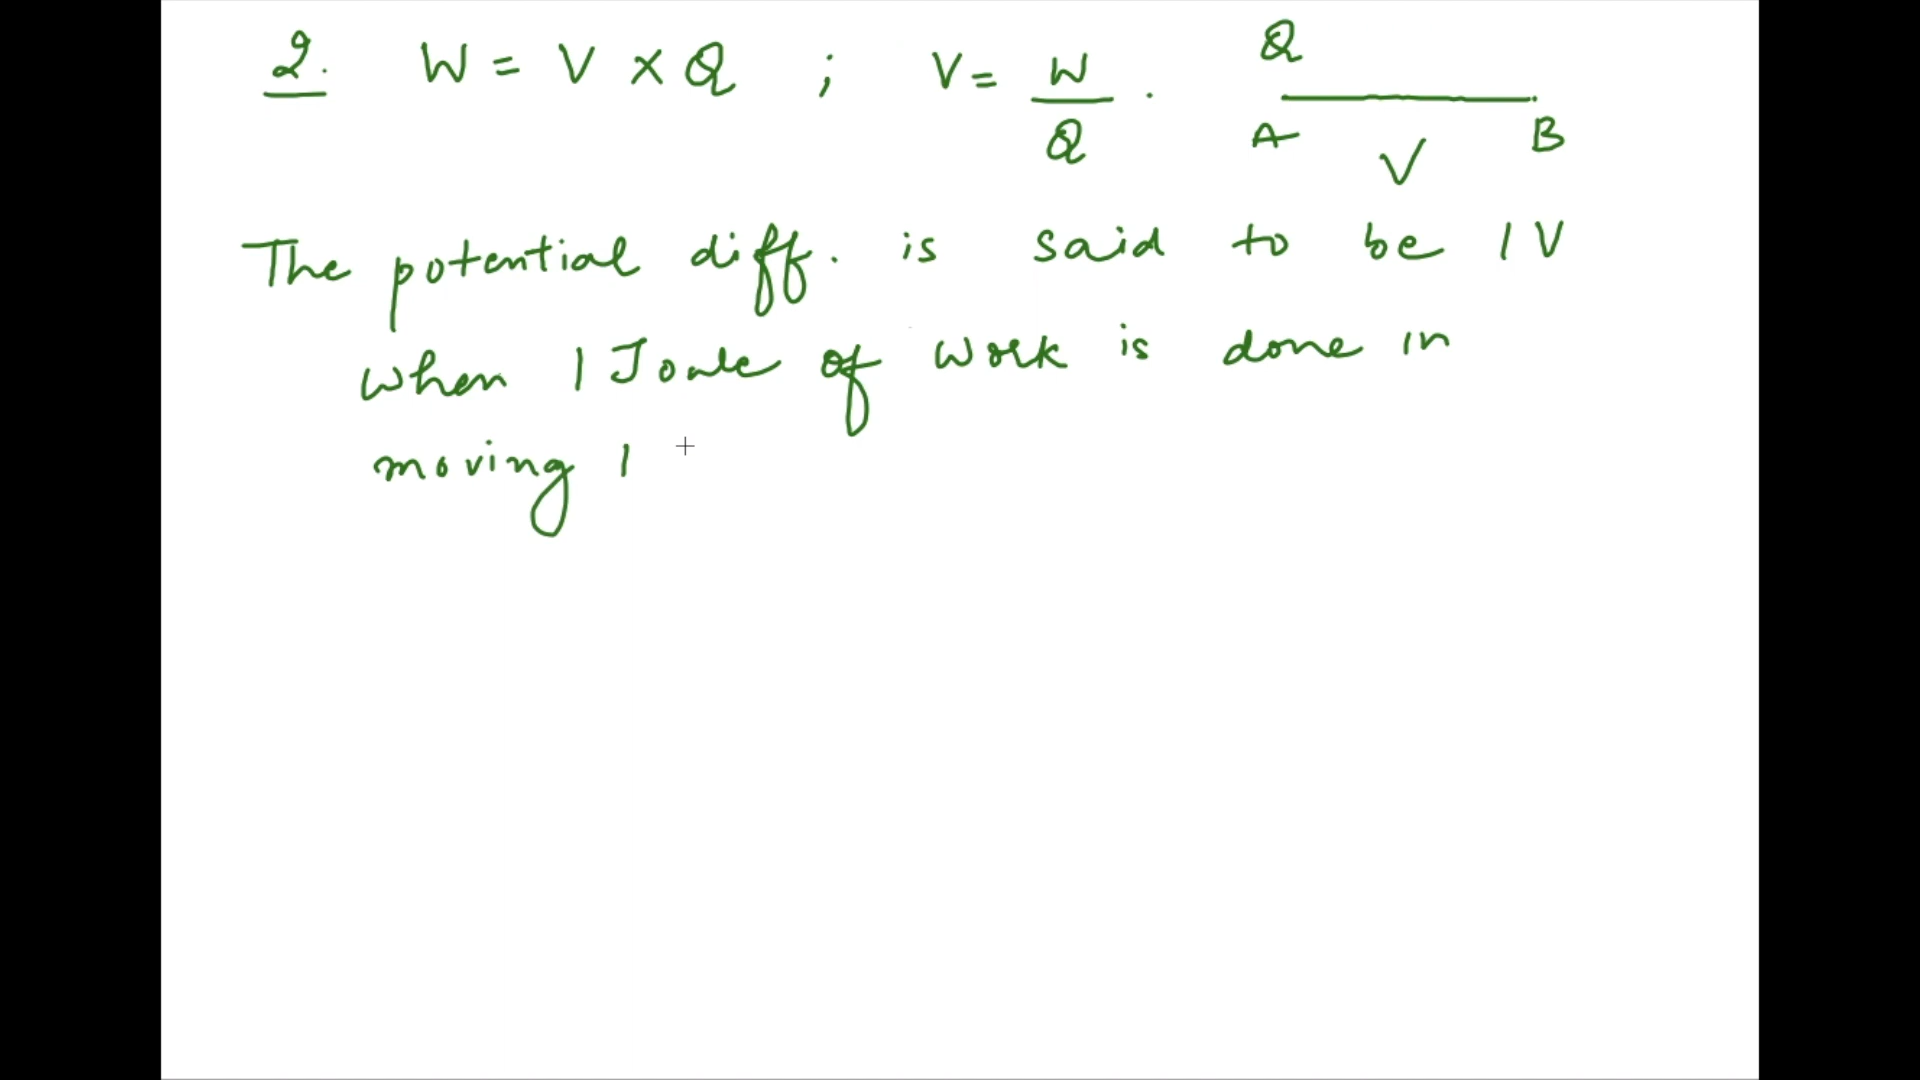 2. W = V × Q ; V = W / Q . Q
A B
V
The potential diff. is said to be 1 V
when 1 Joule of work is done in
moving 1